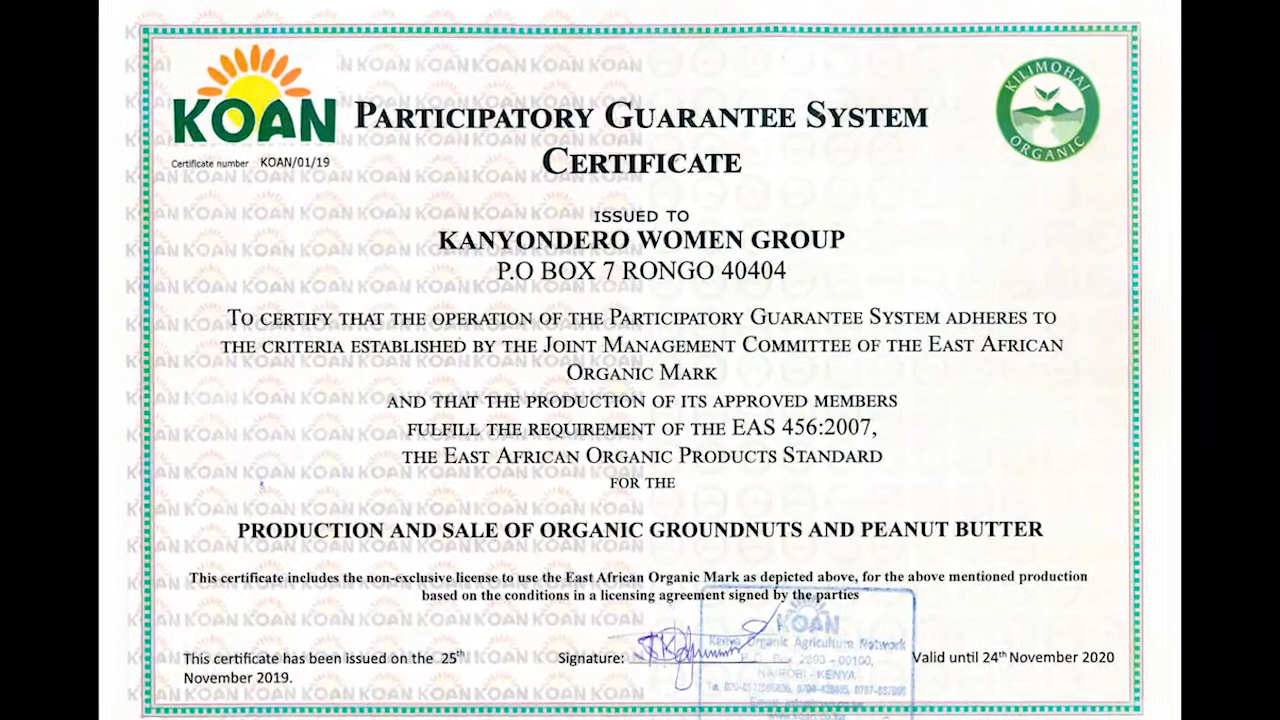 KOAN
KILIMOHAI
ORGANIC
PARTICIPATORY GUARANTEE SYSTEM
CERTIFICATE
Certificate number KOAN/01/19
ISSUED TO
KANYONDERO WOMEN GROUP
P.O BOX 7 RONGO 40404
TO CERTIFY THAT THE OPERATION OF THE PARTICIPATORY GUARANTEE SYSTEM ADHERES TO
THE CRITERIA ESTABLISHED BY THE JOINT MANAGEMENT COMMITTEE OF THE EAST AFRICAN
ORGANIC MARK
AND THAT THE PRODUCTION OF ITS APPROVED MEMBERS
FULFILL THE REQUIREMENT OF THE EAS 456:2007,
THE EAST AFRICAN ORGANIC PRODUCTS STANDARD
FOR THE
PRODUCTION AND SALE OF ORGANIC GROUNDNUTS AND PEANUT BUTTER
This certificate includes the non-exclusive license to use the East African Organic Mark as depicted above, for the above mentioned production
based on the conditions in a licensing agreement signed by the parties
KOAN
Kenya Organic Agriculture Network
P.O. Box 2893 - 00100,
NAIROBI - KENYA
This certificate has been issued on the 25th
November 2019.
Signature:
Valid until 24th November 2020